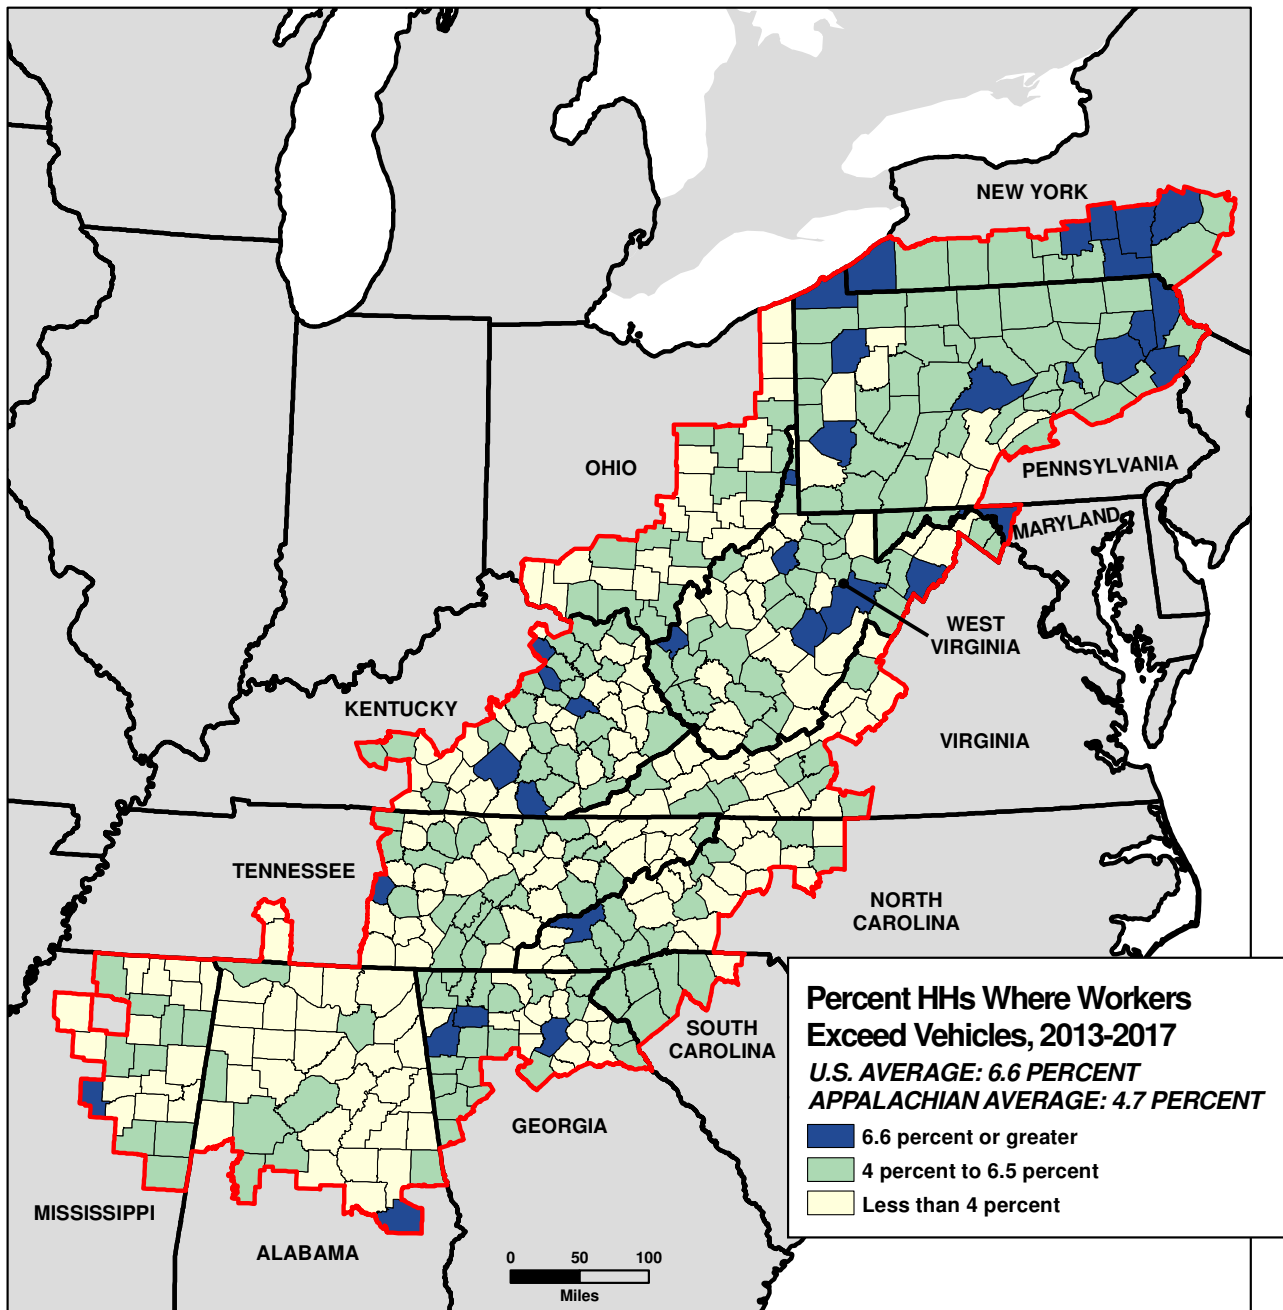 NEW YORK
OHIO
PENNSYLVANIA
MARYLAND
WEST
VIRGINIA
KENTUCKY
VIRGINIA
TENNESSEE
NORTH
CAROLINA
SOUTH
CAROLINA
GEORGIA
MISSISSIPPI
ALABAMA
Percent HHs Where Workers
Exceed Vehicles, 2013-2017
U.S. AVERAGE: 6.6 PERCENT
APPALACHIAN AVERAGE: 4.7 PERCENT
6.6 percent or greater
4 percent to 6.5 percent
Less than 4 percent
0 50 100
Miles